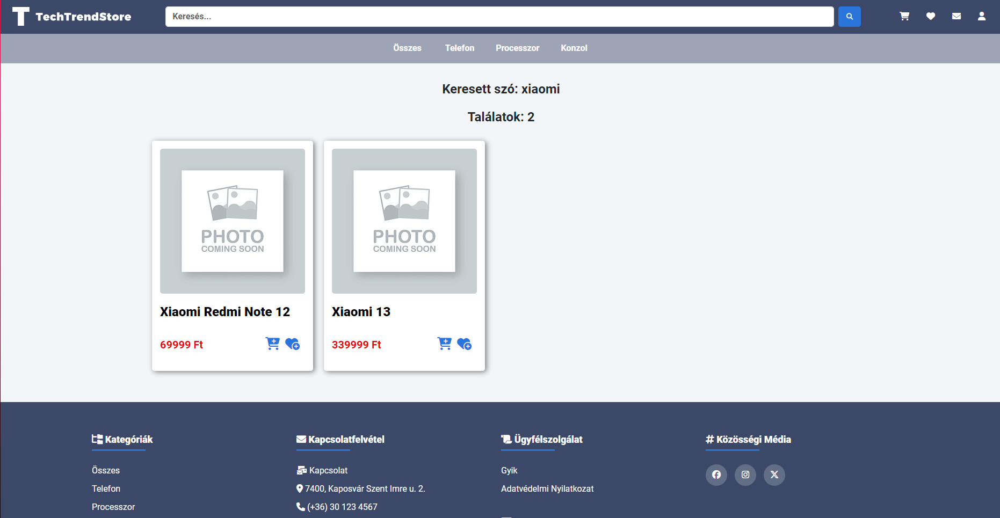 T TechTrendStore
Keresés...
Összes Telefon Processzor Konzol
Keresett szó: xiaomi
Találatok: 2
PHOTO
COMING SOON
Xiaomi Redmi Note 12
69999 Ft
PHOTO
COMING SOON
Xiaomi 13
339999 Ft
Kategóriák
Összes
Telefon
Processzor
Kapcsolatfelvétel
Kapcsolat
7400, Kaposvár Szent Imre u. 2.
(+36) 30 123 4567
Ügyfélszolgálat
Gyik
Adatvédelmi Nyilatkozat
# Közösségi Média